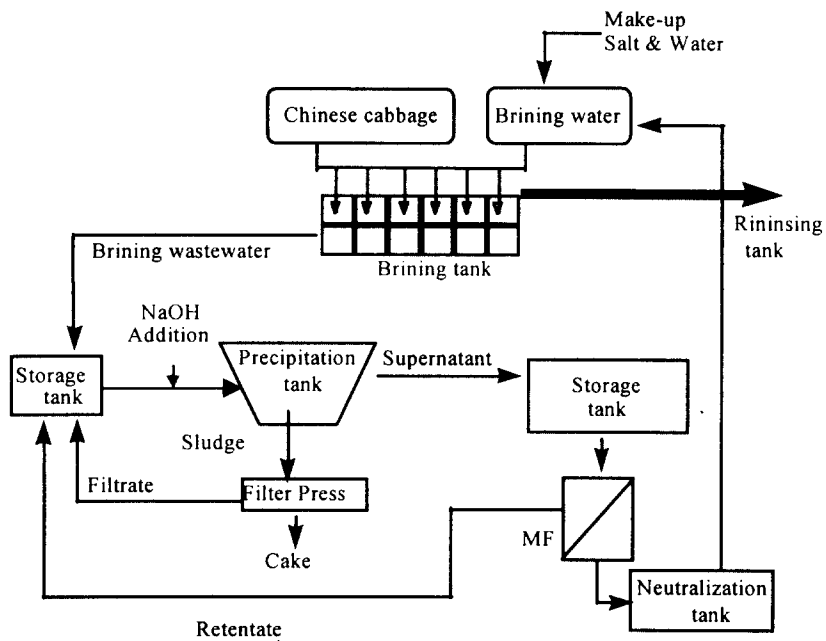 Make-up
Salt & Water
Chinese cabbage
Brining water
Rininsing
tank
Brining wastewater
Brining tank
NaOH
Addition
Precipitation
tank
Supernatant
Storage
tank
Storage
tank
Sludge
Filtrate
Filter Press
MF
Cake
Neutralization
tank
Retentate